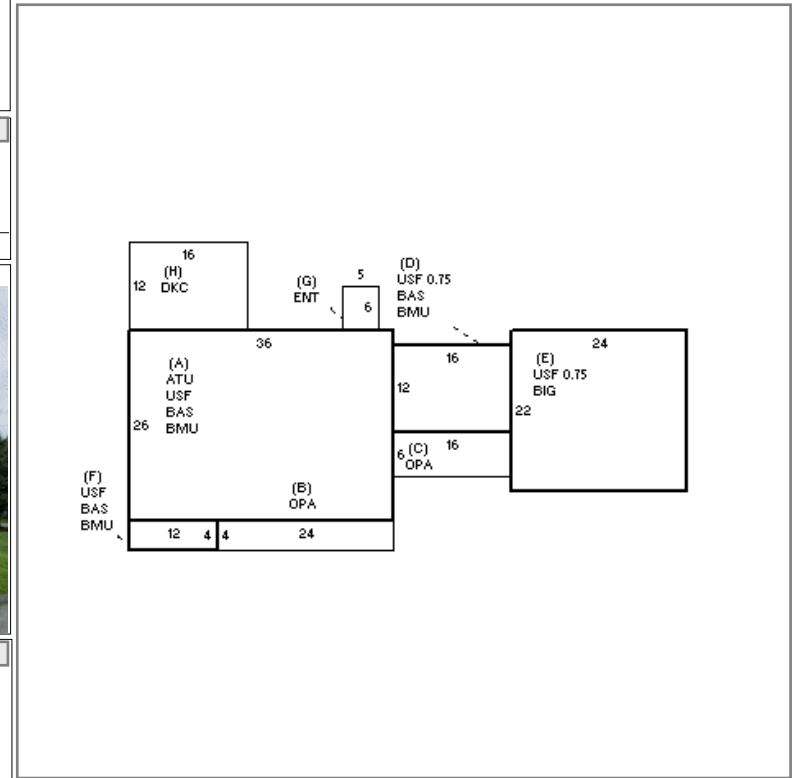 16
(H)
12 DKC
(G)
ENT
5
6
(D)
USF 0.75
BAS
BMU
36
(A)
ATU
USF
BAS
BMU
26
16
12
24
(E)
USF 0.75
BIG
22
6 (C) 16
OPA
(F)
USF
BAS
BMU
(B)
OPA
12 4 4 24